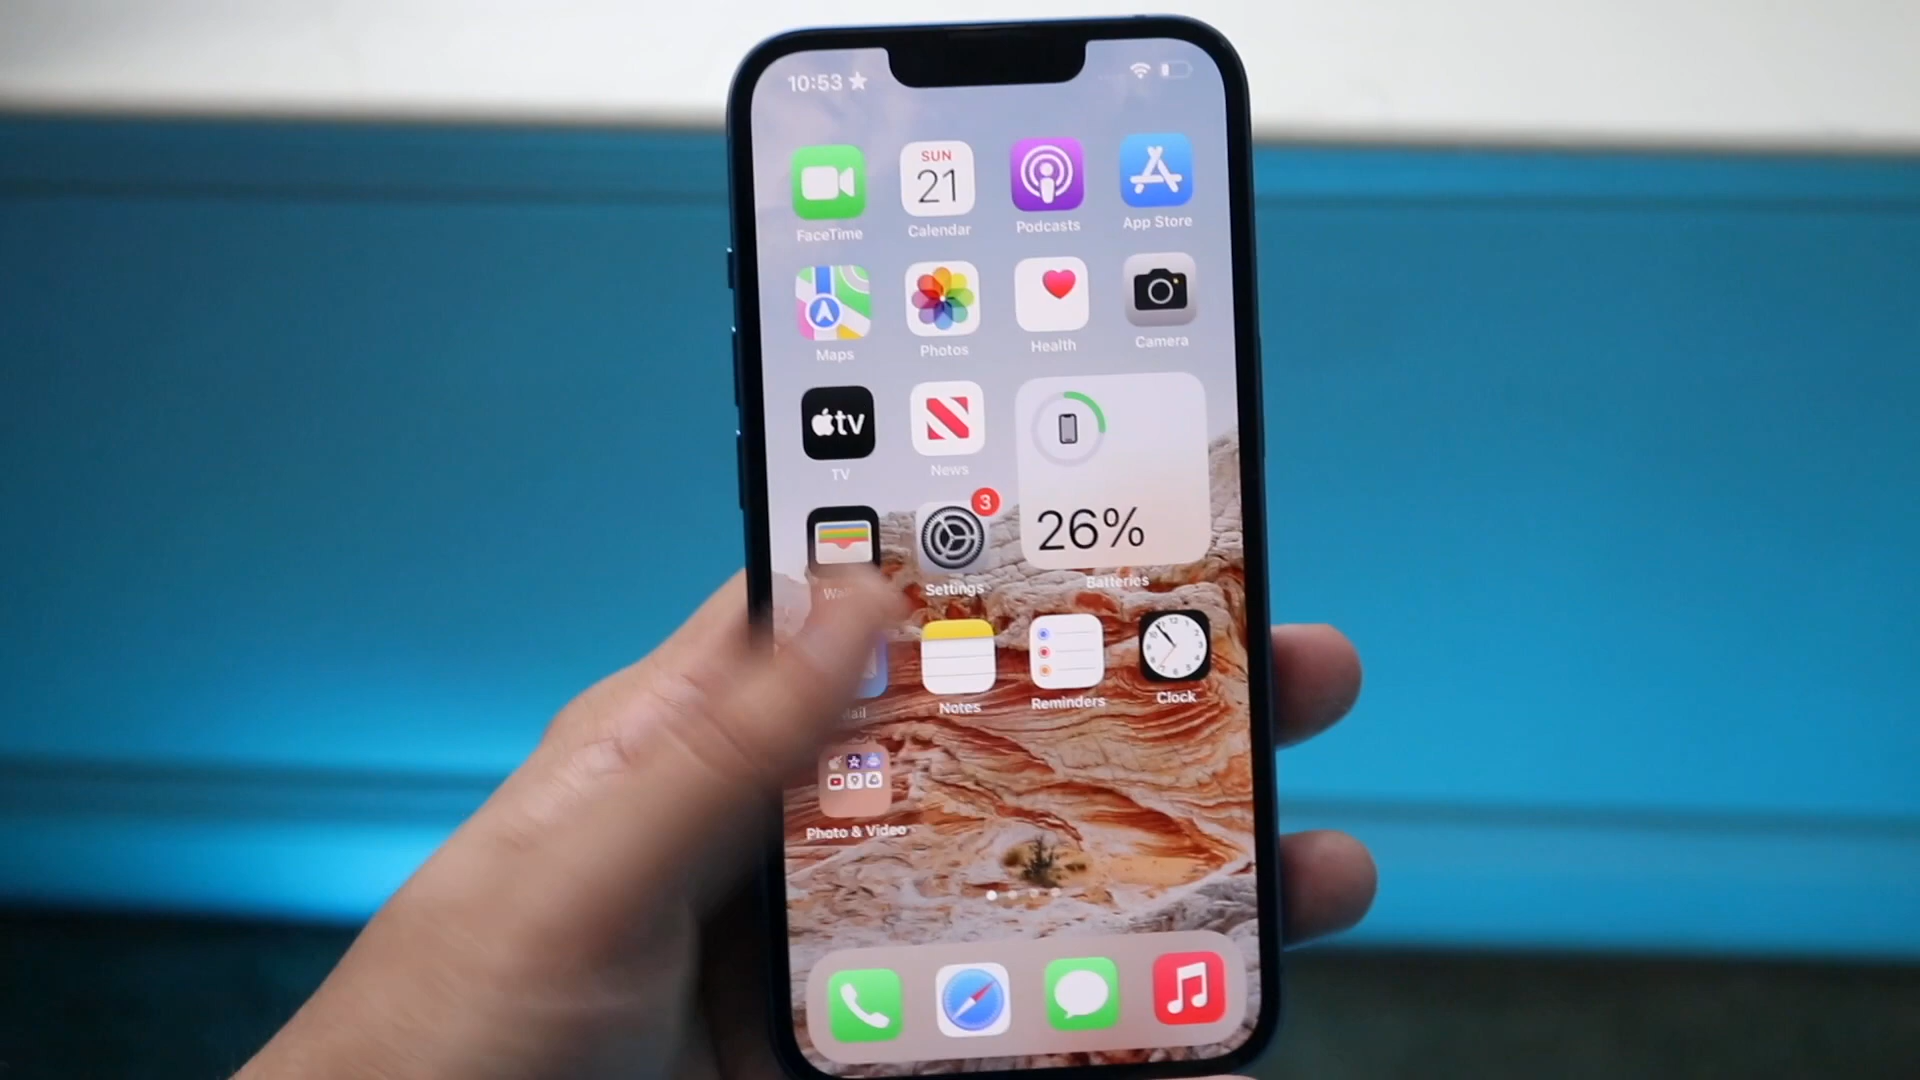 10:53
SUN
21
FaceTime
Calendar
Podcasts
App Store
Maps
Photos
Health
Camera
tv
TV
News
3
26%
Settings
Batteries
Notes
Reminders
Clock
Photo & Video